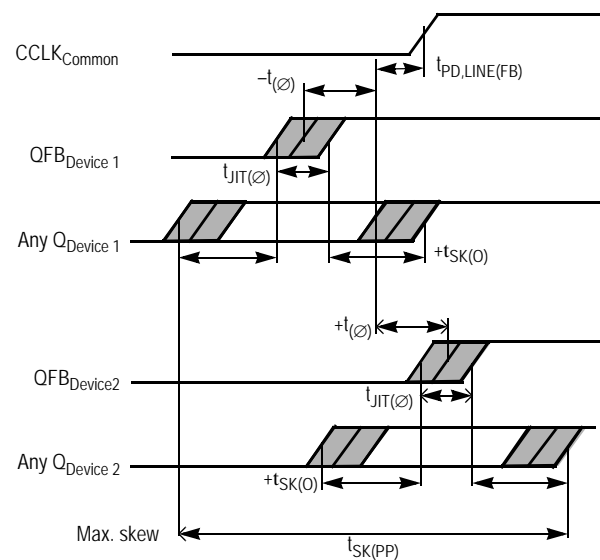 CCLKCommon
tPD,LINE(FB)
–t(∅)
QFBDevice 1
tJIT(∅)
Any QDevice 1
+tSK(O)
+t(∅)
QFBDevice2
tJIT(∅)
Any QDevice 2
+tSK(O)
Max. skew
tSK(PP)